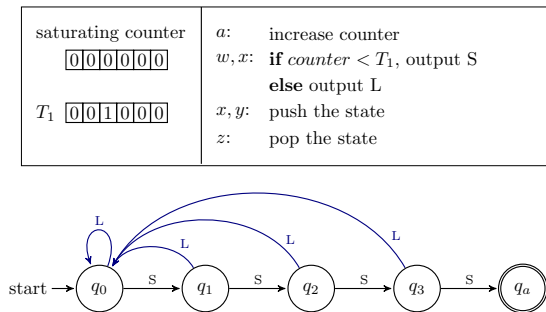 saturating counter
0 0 0 0 0 0
T₁ 0 0 1 0 0 0
a: increase counter
w, x: if counter < T₁, output S
else output L
x, y: push the state
z: pop the state
L
L
L
L
start q₀ S q₁ S q₂ S q₃ S qₐ